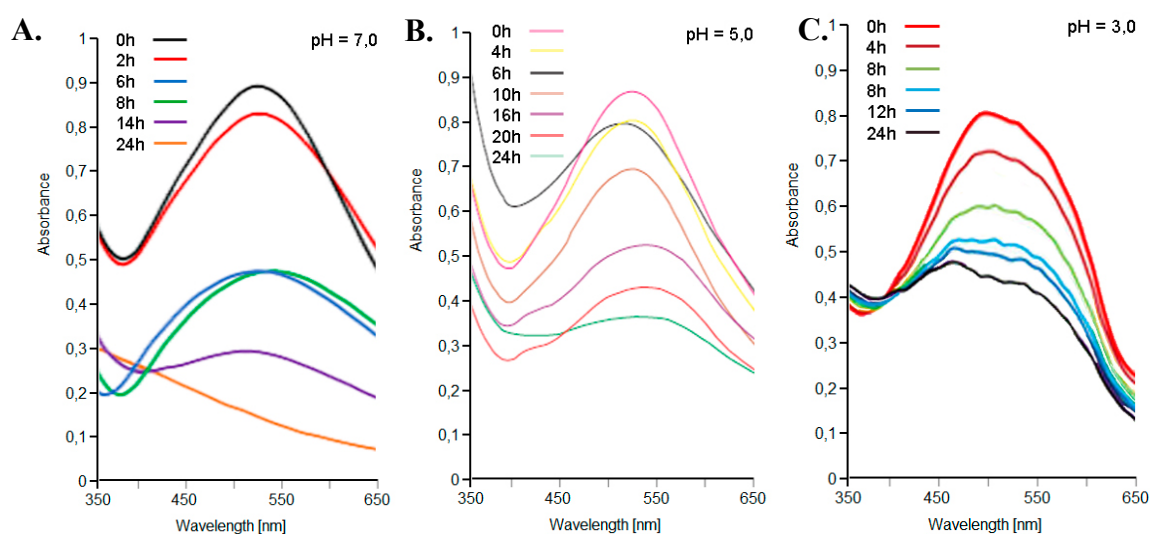 A.
pH = 7,0
0h
2h
6h
8h
14h
24h
1
0,9
0,8
0,7
0,6
0,5
0,4
0,3
0,2
0,1
0
Absorbance
350
450
550
650
Wavelength [nm]
B.
pH = 5,0
0h
4h
6h
10h
16h
20h
24h
1
0,9
0,8
0,7
0,6
0,5
0,4
0,3
0,2
0,1
0
Absorbance
350
450
550
650
Wavelength [nm]
C.
pH = 3,0
0h
4h
8h
8h
12h
24h
1
0,9
0,8
0,7
0,6
0,5
0,4
0,3
0,2
0,1
0
Absorbance
350
450
550
650
Wavelength [nm]